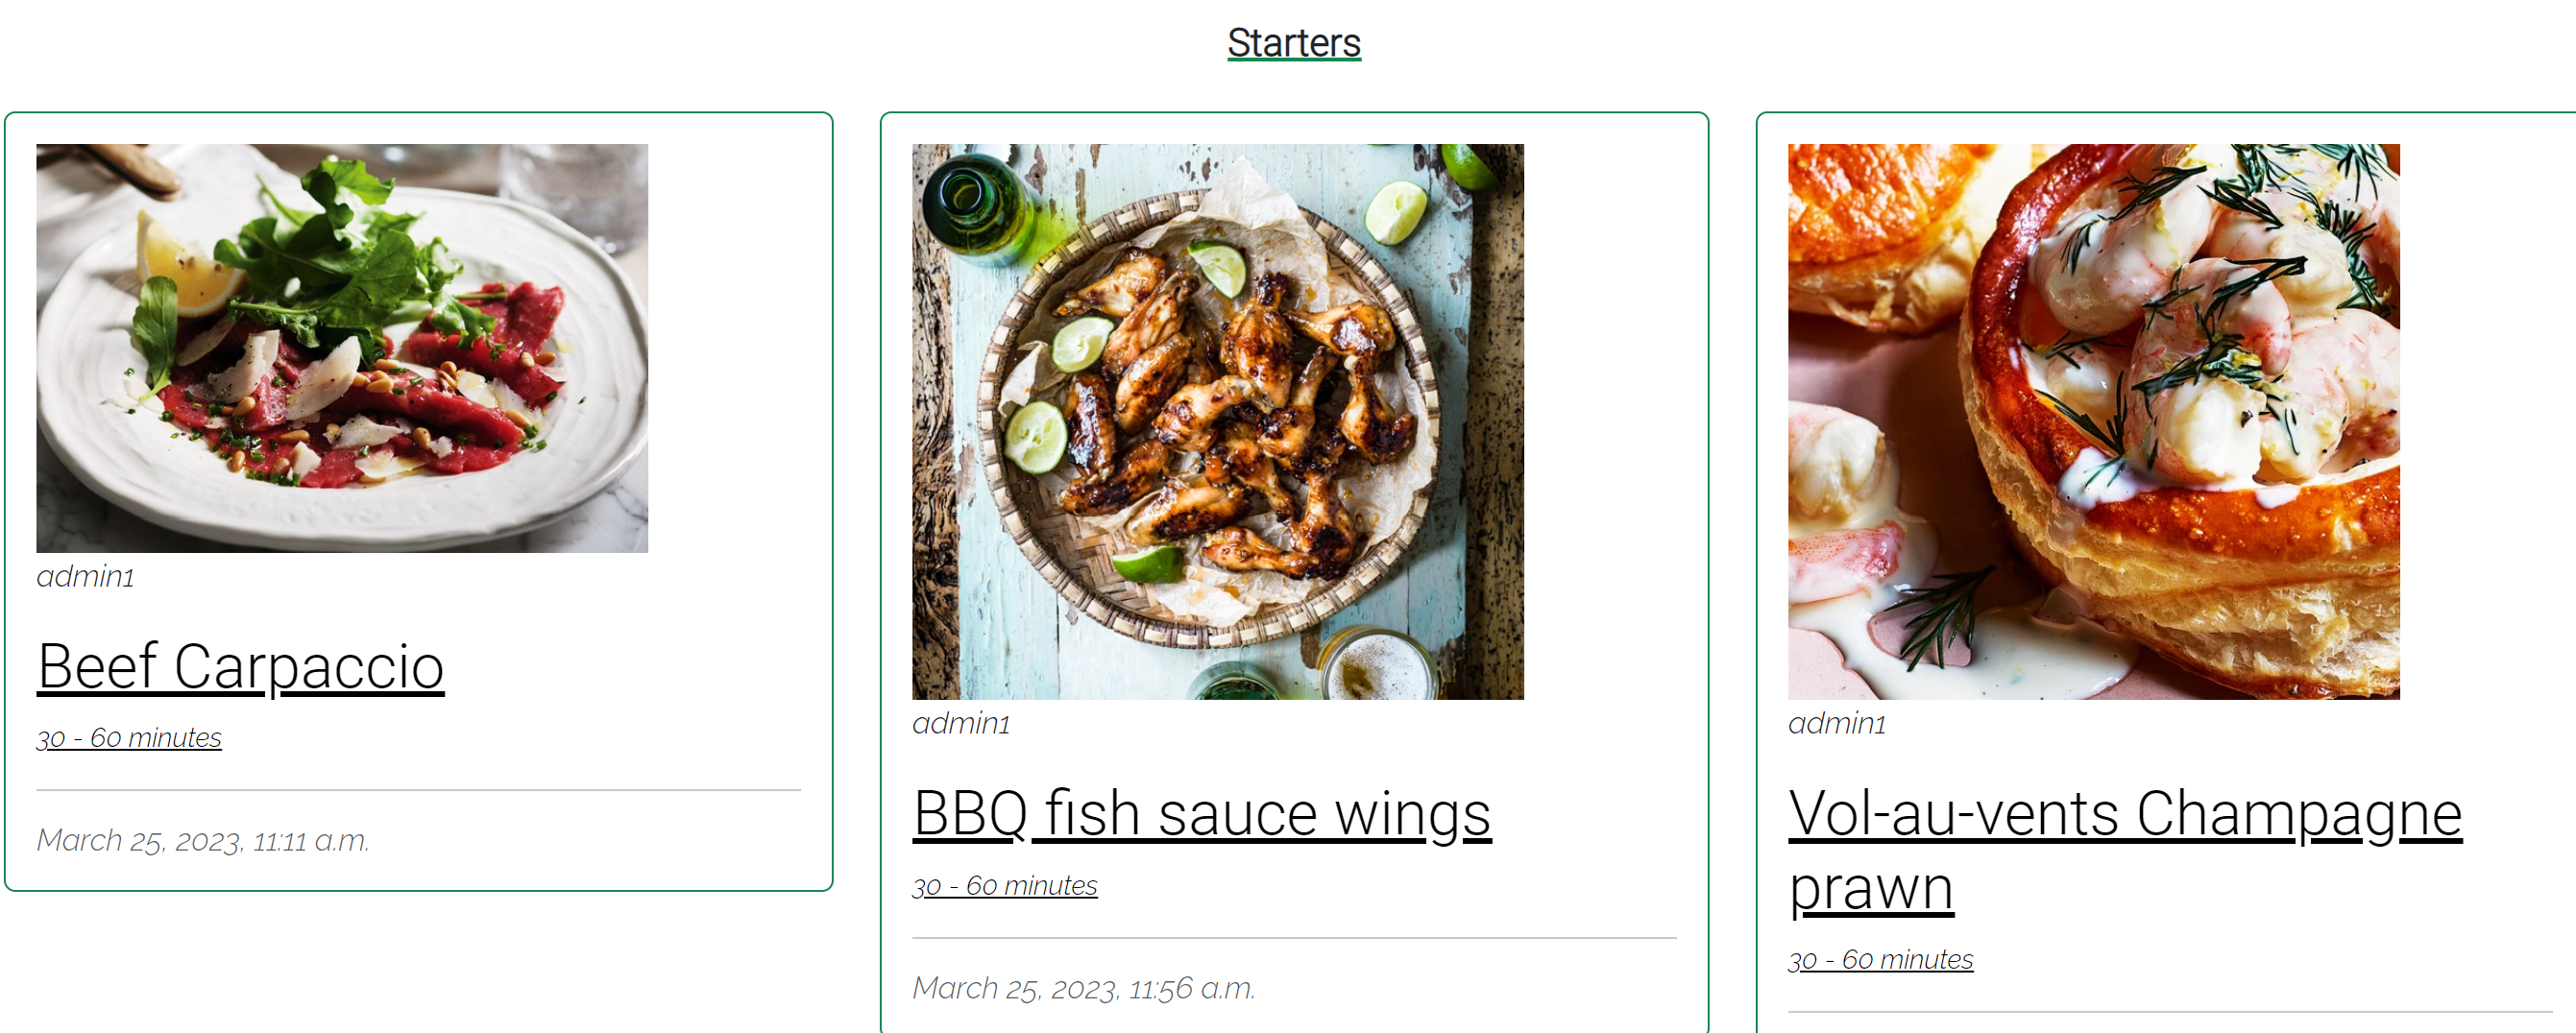 Starters
admin1
Beef Carpaccio
30 - 60 minutes
March 25, 2023, 11:11 a.m.
admin1
BBQ fish sauce wings
30 - 60 minutes
March 25, 2023, 11:56 a.m.
admin1
Vol-au-vents Champagne
prawn
30 - 60 minutes